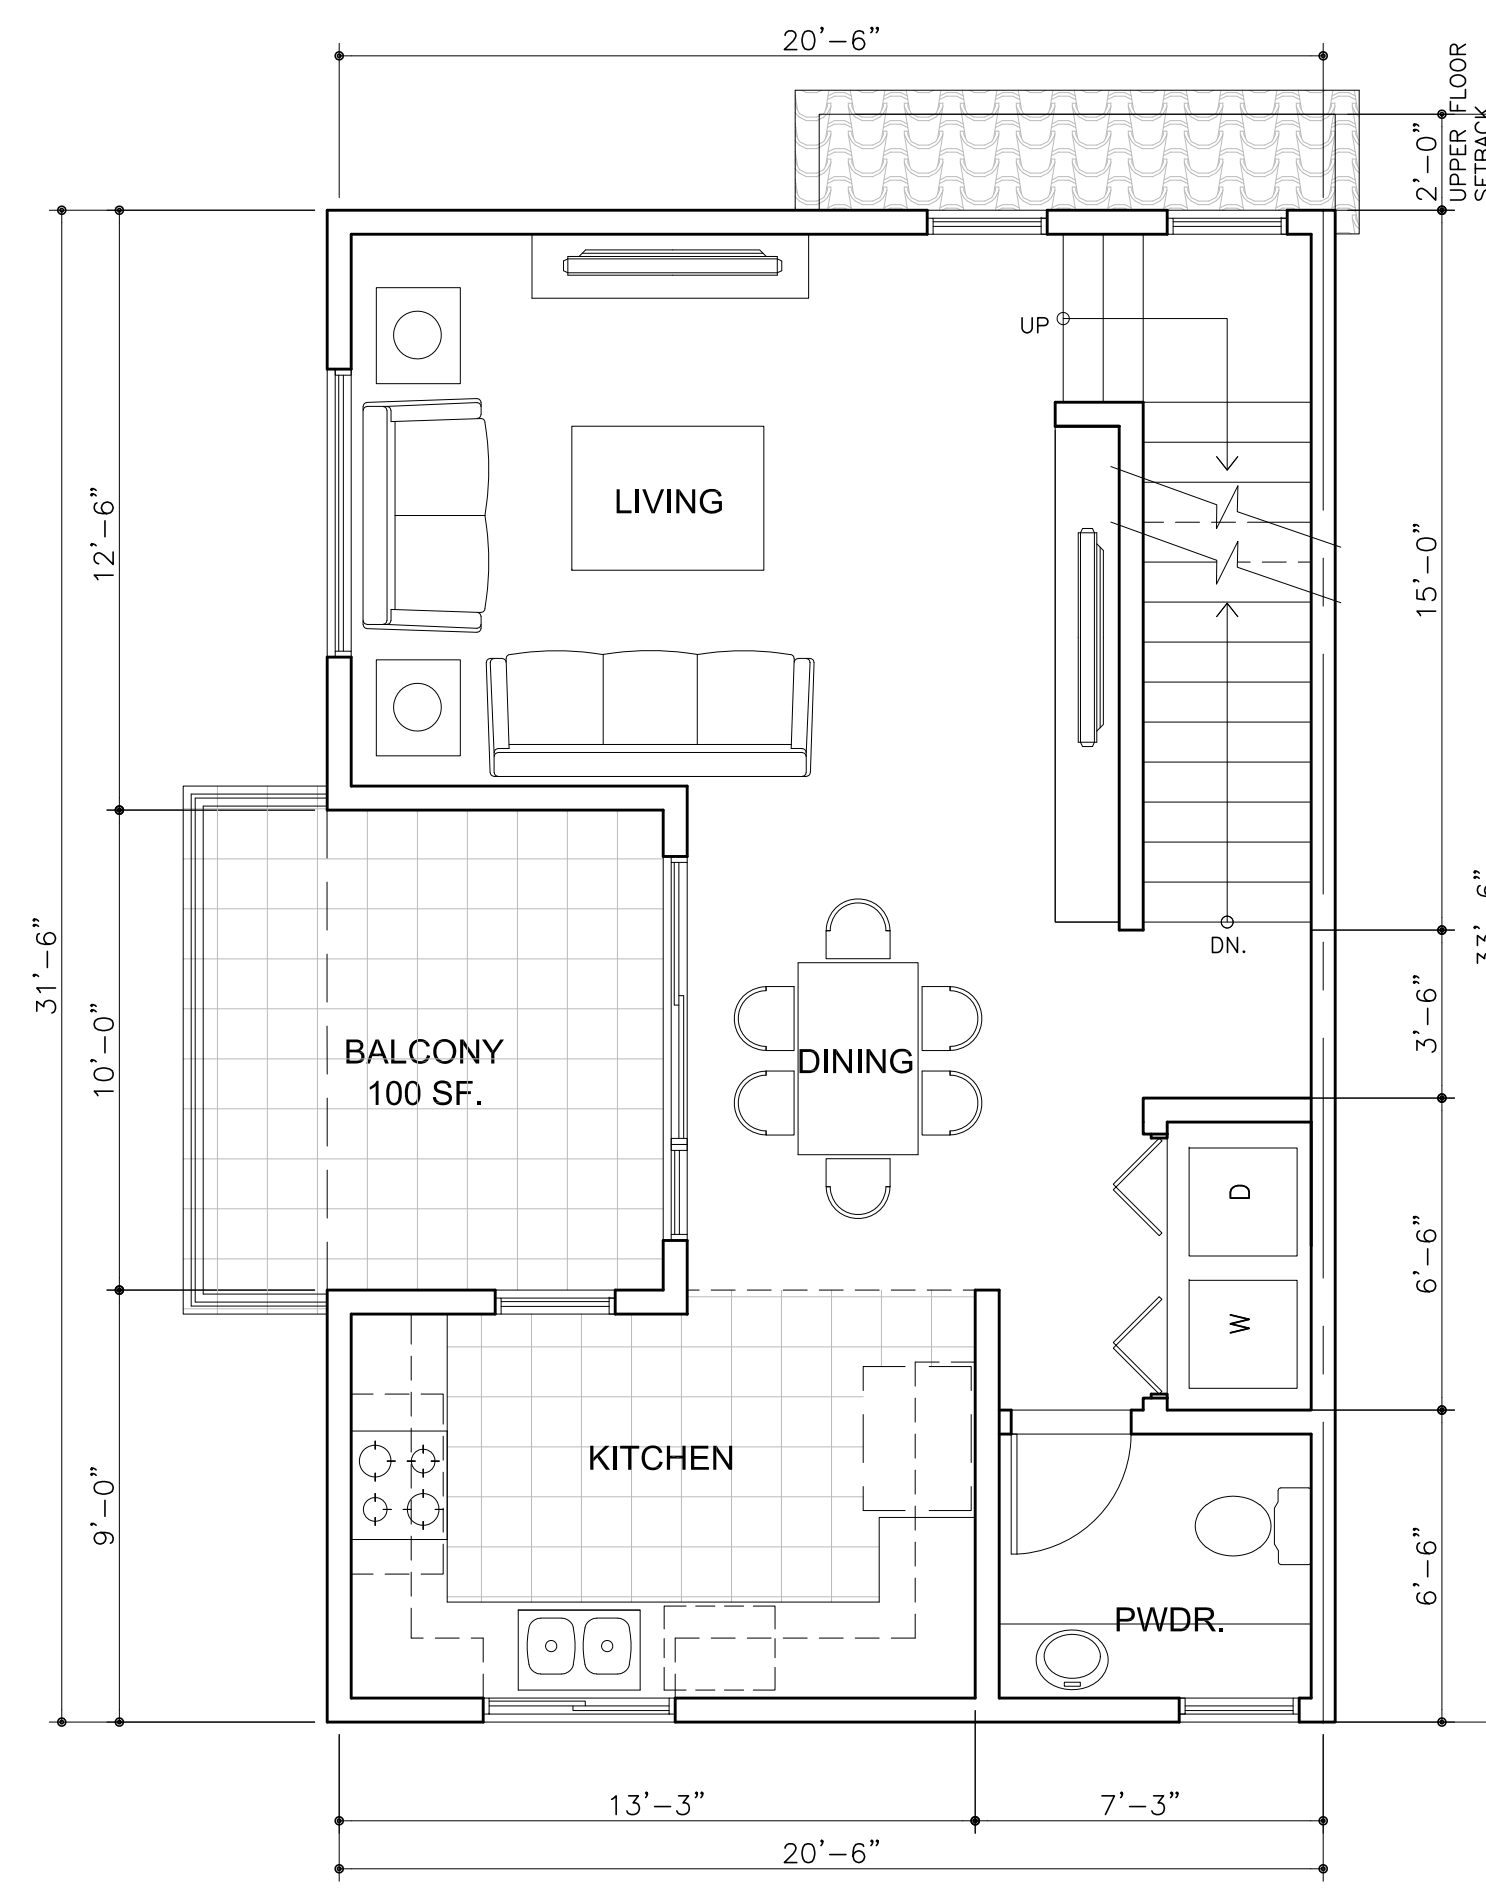 20'-6"
UPPER FLOOR
SETBACK
2'-0"
UP
LIVING
12'-6"
15'-0"
DN.
31'-6"
10'-0"
BALCONY
100 SF.
DINING
3'-6"
D
6'-6"
W
KITCHEN
9'-0"
PWDR.
6'-6"
13'-3"
7'-3"
20'-6"